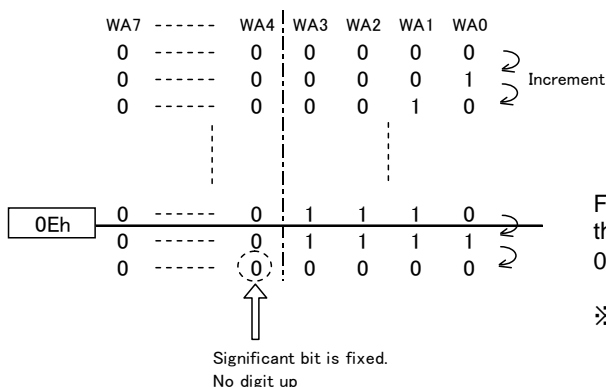 WA7 ------ WA4 WA3 WA2 WA1 WA0
0 ------ 0 0 0 0 0
0 ------ 0 0 0 0 1 Increment
0 ------ 0 0 0 1 0
0Eh 0 ------ 0 1 1 1 0
0 ------ 0 1 1 1 1
0 ------ 0 0 0 0 0
F
th
0
※
Significant bit is fixed.
No digit up